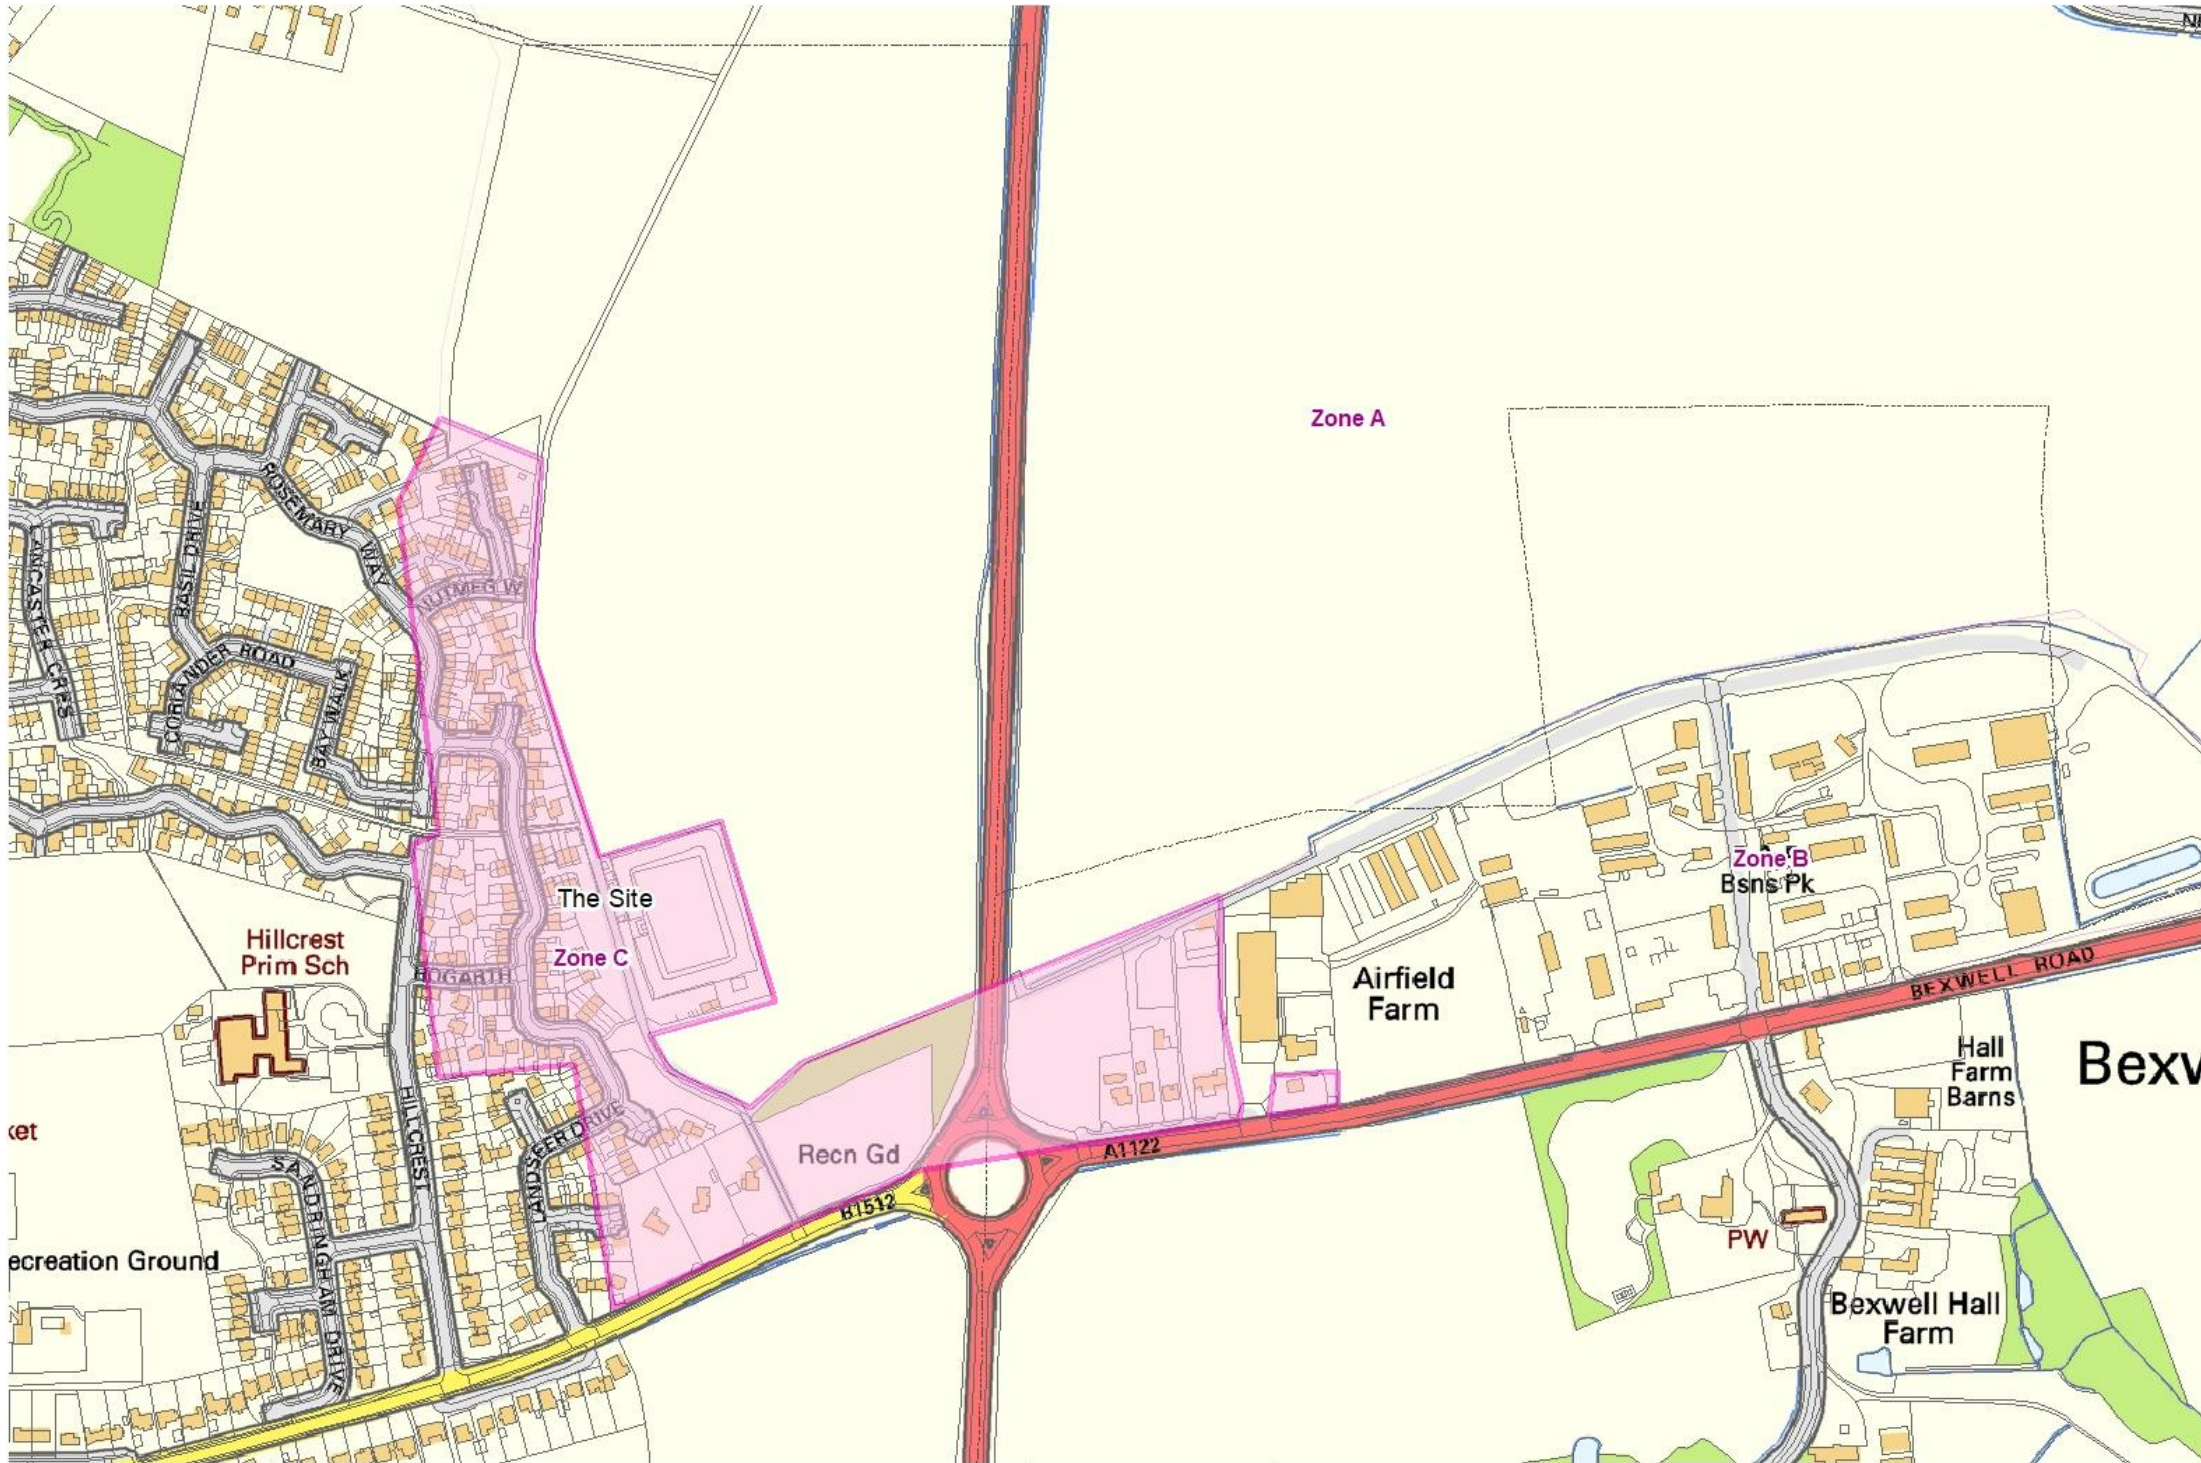 Zone A
ROSEMARY WAY
BASIL DRIVE
LANCASTER CRES
NUTMEG W
CORIANDER ROAD
BAY WALK
The Site
Zone C
Hillcrest
Prim Sch
HOGARTH
HILLCREST
Zone B
Bsns Pk
Airfield
Farm
BEXWELL ROAD
Hall
Farm
Barns
Bexw
ket
SANDRINGHAM DRIVE
LANDSEER DRIVE
Recn Gd
A1122
B1512
PW
ecreation Ground
Bexwell Hall
Farm